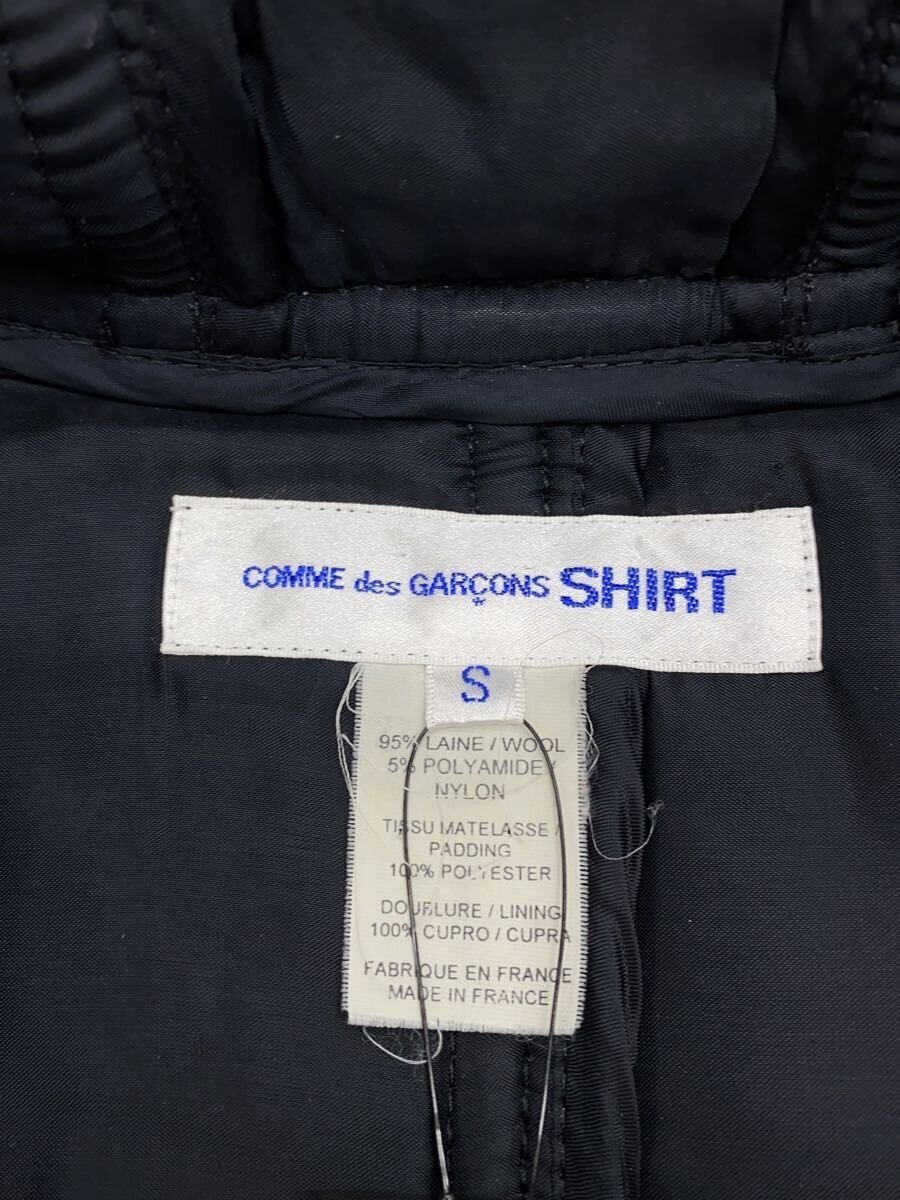 COMME des GARÇONS SHIRT
*
S
95% LAINE / WOOL
5% POLYAMIDE /
NYLON
TISSU MATELASSE /
PADDING
100% POLYESTER
DOUBLURE / LINING
100% CUPRO / CUPRA
FABRIQUE EN FRANCE
MADE IN FRANCE